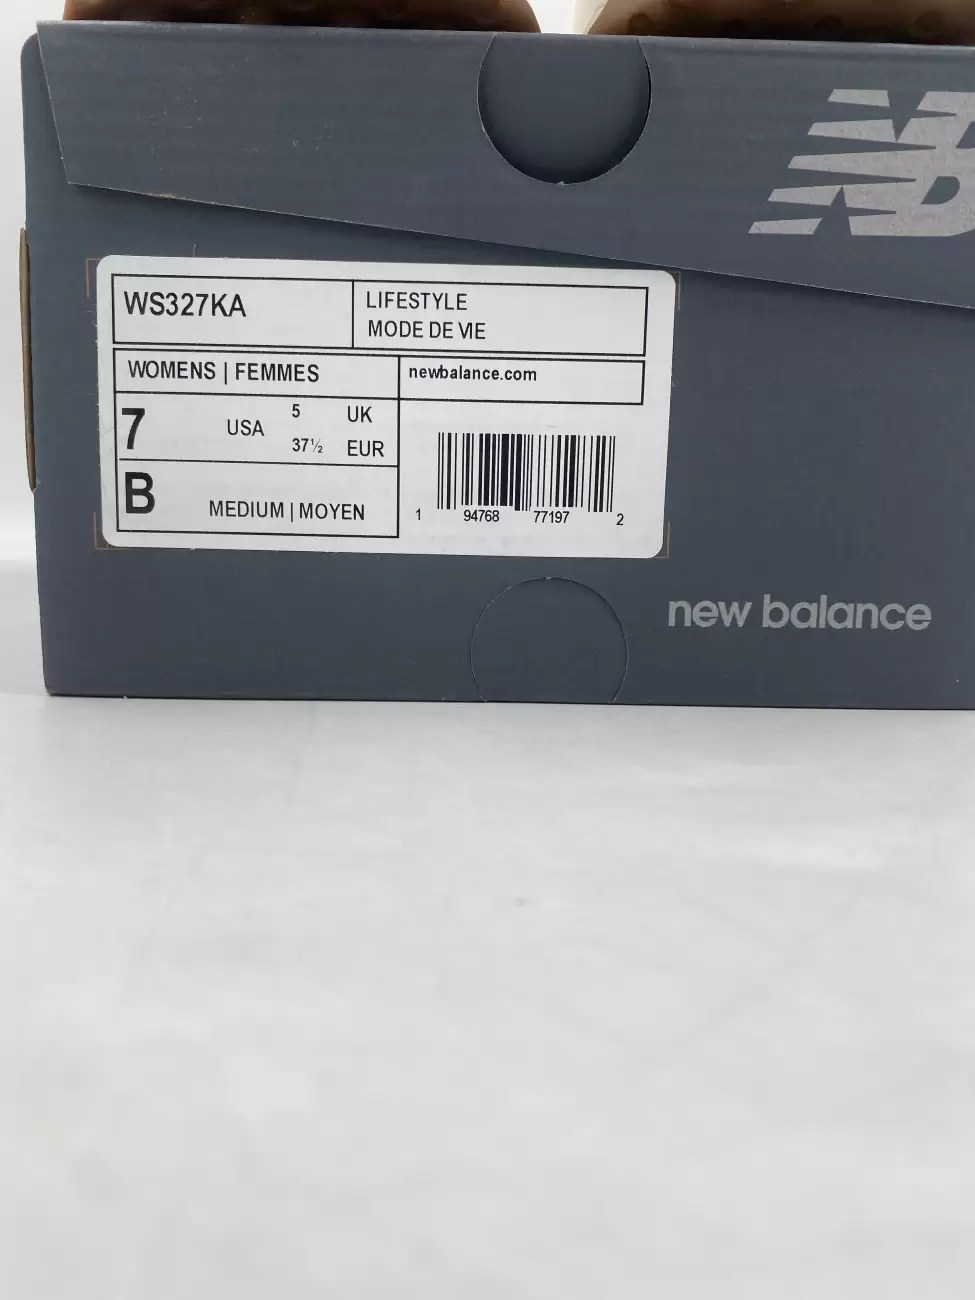 NB
WS327KA
LIFESTYLE
MODE DE VIE
WOMENS | FEMMES
newbalance.com
7 USA 5 UK
37½ EUR
B MEDIUM | MOYEN
1 94768 77197 2
new balance